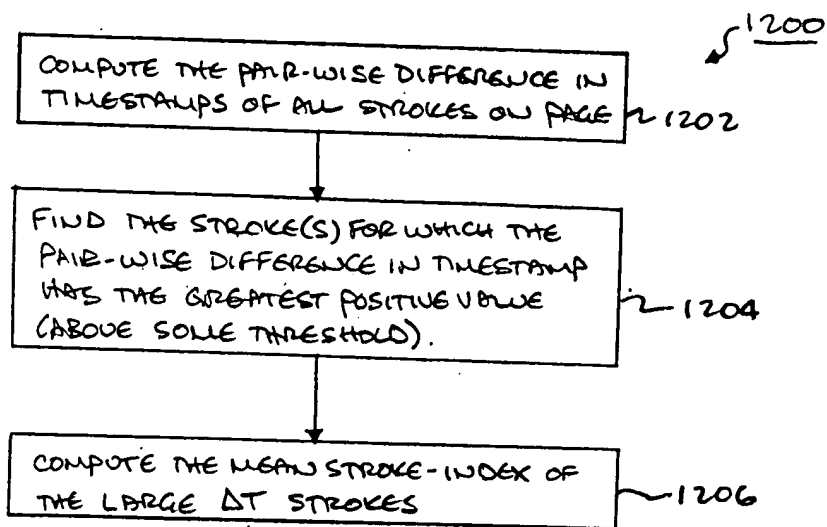 1200
COMPUTE THE PAIR-WISE DIFFERENCE IN
TIMESTAMPS OF ALL STROKES ON PAGE
1202
FIND THE STROKE(S) FOR WHICH THE
PAIR-WISE DIFFERENCE IN TIMESTAMP
HAS THE GREATEST POSITIVE VALUE
(ABOVE SOME THRESHOLD).
1204
COMPUTE THE MEAN STROKE-INDEX OF
THE LARGE ΔT STROKES
1206